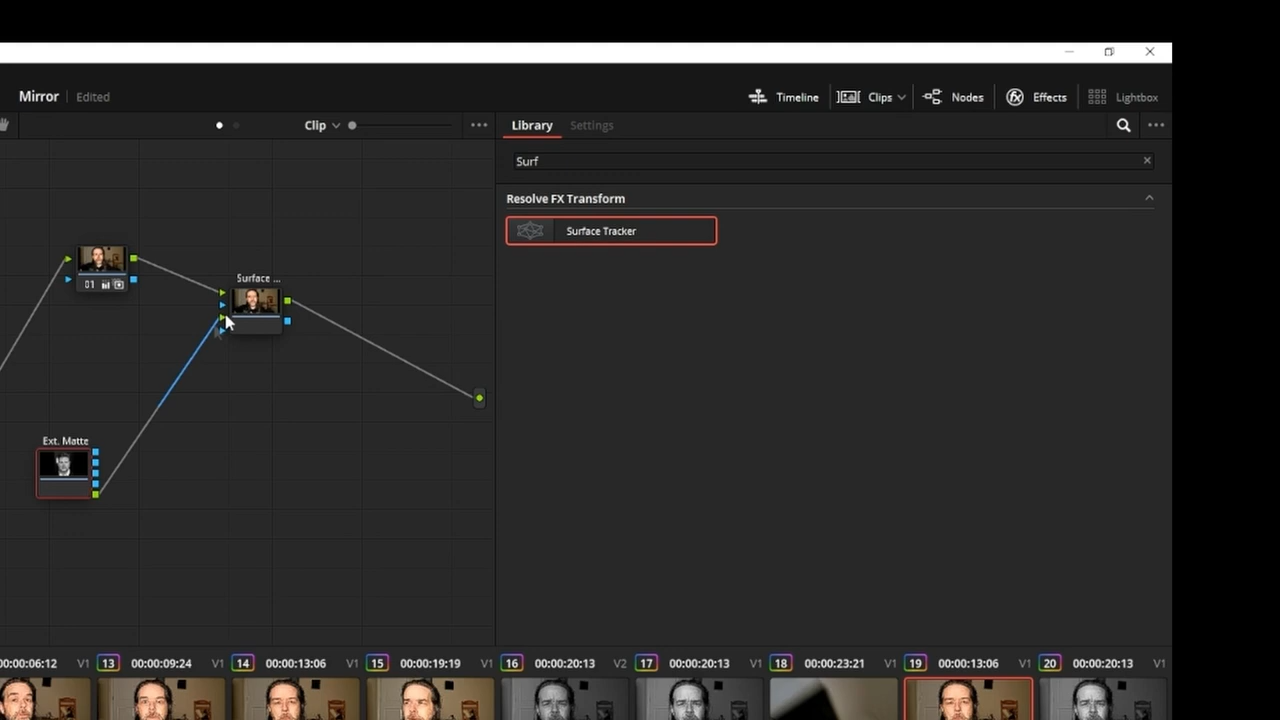 Mirror Edited
Timeline Clips Nodes Effects Lightbox
Clip
Library Settings
Surf
Resolve FX Transform
Surface Tracker
Surface ...
01
Ext. Matte
00:00:06:12 V1 13 00:00:09:24 V1 14 00:00:13:06 V1 15 00:00:19:19 V1 16 00:00:20:13 V2 17 00:00:20:13 V1 18 00:00:23:21 V1 19 00:00:13:06 V1 20 00:00:20:13 V1